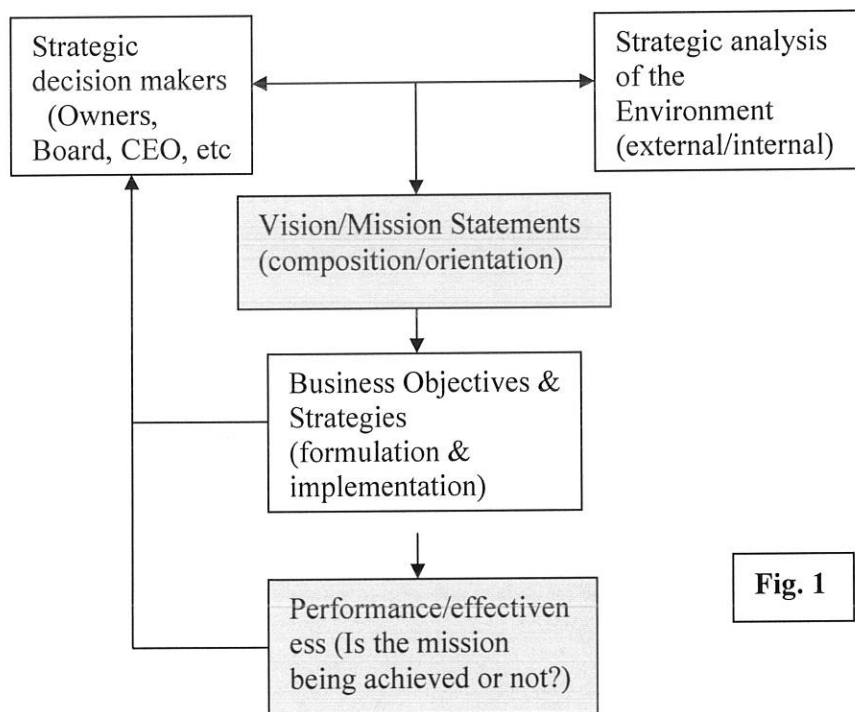 Strategic
decision makers
(Owners,
Board, CEO, etc
Strategic analysis
of the
Environment
(external/internal)
Vision/Mission Statements
(composition/orientation)
Business Objectives &
Strategies
(formulation &
implementation)
Performance/effectiven
ess (Is the mission
being achieved or not?)
Fig. 1